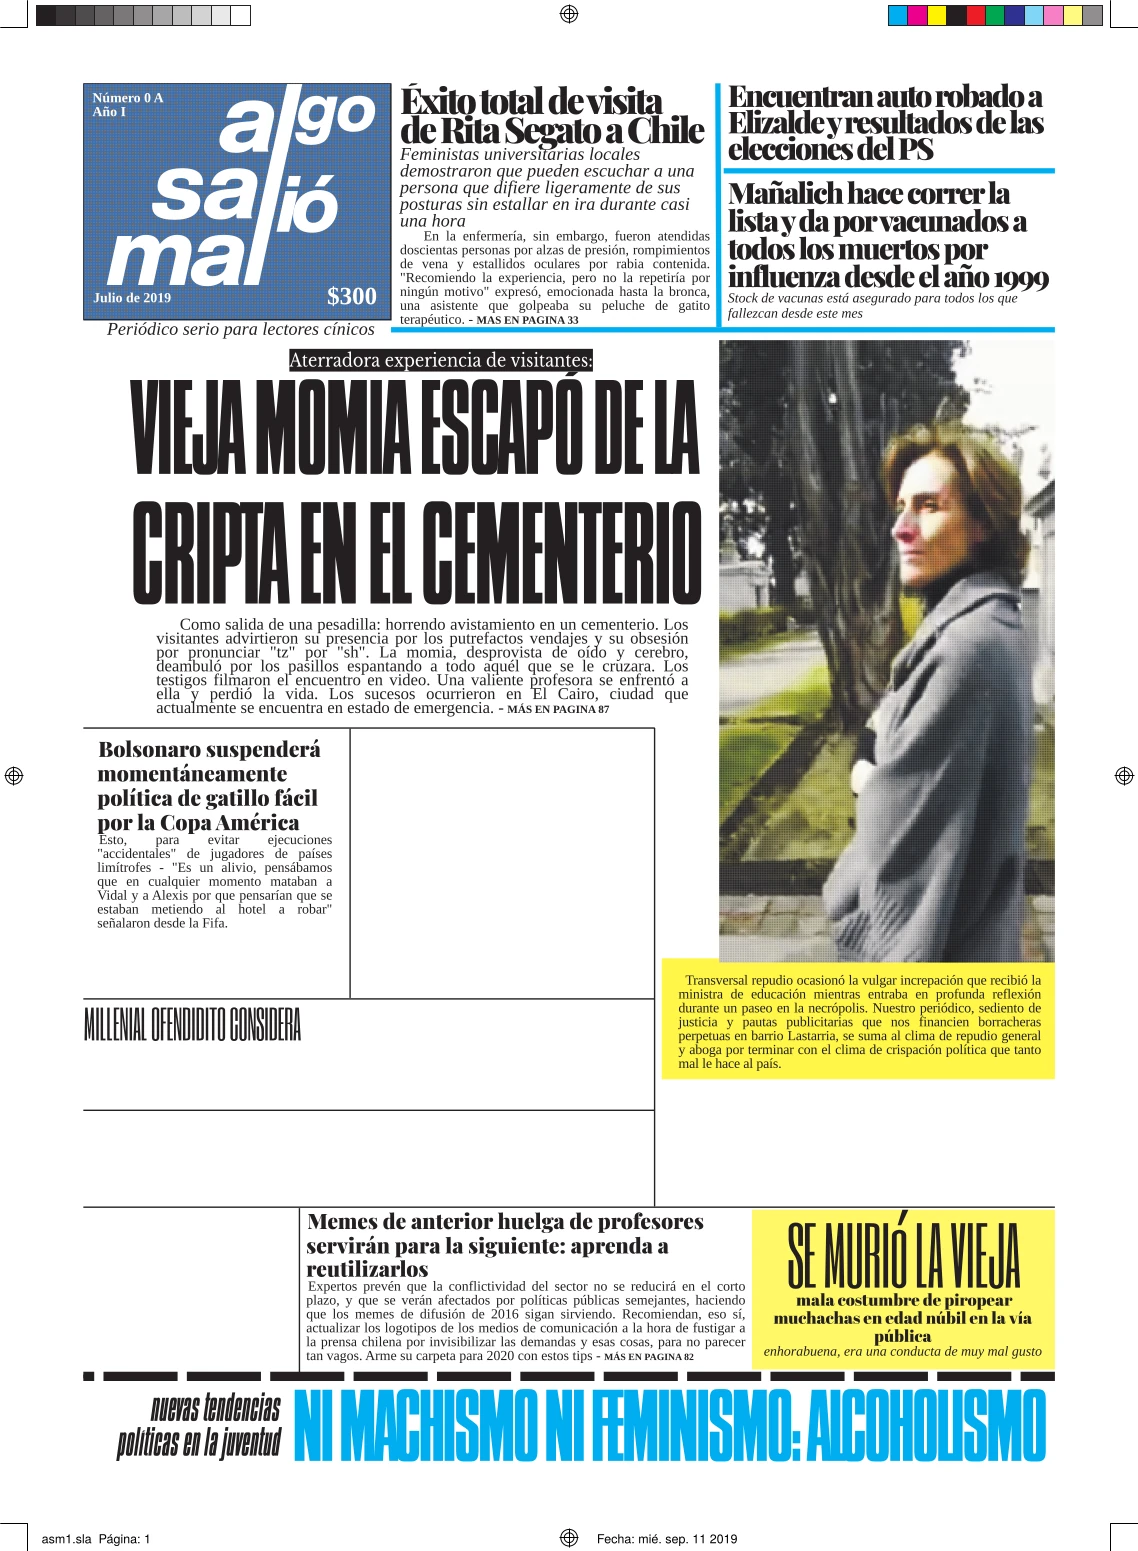 Número 0 A
Año I
algo
salió
mal
Julio de 2019
$300
Periódico serio para lectores cínicos
Éxito total de visita
de Rita Segato a Chile
Feministas universitarias locales
demostraron que pueden escuchar a una
persona que difiere ligeramente de sus
posturas sin estallar en ira durante casi
una hora
En la enfermería, sin embargo, fueron atendidas
doscientas personas por alzas de presión, rompimientos
de vena y estallidos oculares por rabia contenida.
"Recomiendo la experiencia, pero no la repetiría por
ningún motivo" expresó, emocionada hasta la bronca,
una asistente que golpeaba su peluche de gatito
terapéutico. - MAS EN PAGINA 33
Encuentran auto robado a
Elizalde y resultados de las
elecciones del PS
Mañalich hace correr la
lista y da por vacunados a
todos los muertos por
influenza desde el año 1999
Stock de vacunas está asegurado para todos los que
fallezcan desde este mes
Aterradora experiencia de visitantes:
VIEJA MOMIA ESCAPÓ DE LA
CRIPTA EN EL CEMENTERIO
Como salida de una pesadilla: horrendo avistamiento en un cementerio. Los
visitantes advirtieron su presencia por los putrefactos vendajes y su obsesión
por pronunciar "tz" por "sh". La momia, desprovista de oído y cerebro,
deambuló por los pasillos espantando a todo aquél que se le cruzara. Los
testigos filmaron el encuentro en video. Una valiente profesora se enfrentó a
ella y perdió la vida. Los sucesos ocurrieron en El Cairo, ciudad que
actualmente se encuentra en estado de emergencia. - MÁS EN PAGINA 87
Bolsonaro suspenderá
momentáneamente
política de gatillo fácil
por la Copa América
Esto, para evitar ejecuciones
"accidentales" de jugadores de países
limítrofes - "Es un alivio, pensábamos
que en cualquier momento mataban a
Vidal y a Alexis por que pensarían que se
estaban metiendo al hotel a robar"
señalaron desde la Fifa.
Transversal repudio ocasionó la vulgar increpación que recibió la
ministra de educación mientras entraba en profunda reflexión
durante un paseo en la necrópolis. Nuestro periódico, sediento de
justicia y pautas publicitarias que nos financien borracheras
perpetuas en barrio Lastarria, se suma al clima de repudio general
y aboga por terminar con el clima de crispación política que tanto
mal le hace al país.
MILLENIAL OFENDIDITO CONSIDERA
Memes de anterior huelga de profesores
servirán para la siguiente: aprenda a
reutilizarlos
Expertos prevén que la conflictividad del sector no se reducirá en el corto
plazo, y que se verán afectados por políticas públicas semejantes, haciendo
que los memes de difusión de 2016 sigan sirviendo. Recomiendan, eso sí,
actualizar los logotipos de los medios de comunicación a la hora de fustigar a
la prensa chilena por invisibilizar las demandas y esas cosas, para no parecer
tan vagos. Arme su carpeta para 2020 con estos tips - MÁS EN PAGINA 82
SE MURIÓ LA VIEJA
mala costumbre de piropear
muchachas en edad núbil en la vía
pública
enhorabuena, era una conducta de muy mal gusto
nuevas tendencias
políticas en la juventud
NI MACHISMO NI FEMINISMO: ALCOHOLISMO
asm1.sla Página: 1
Fecha: mié. sep. 11 2019